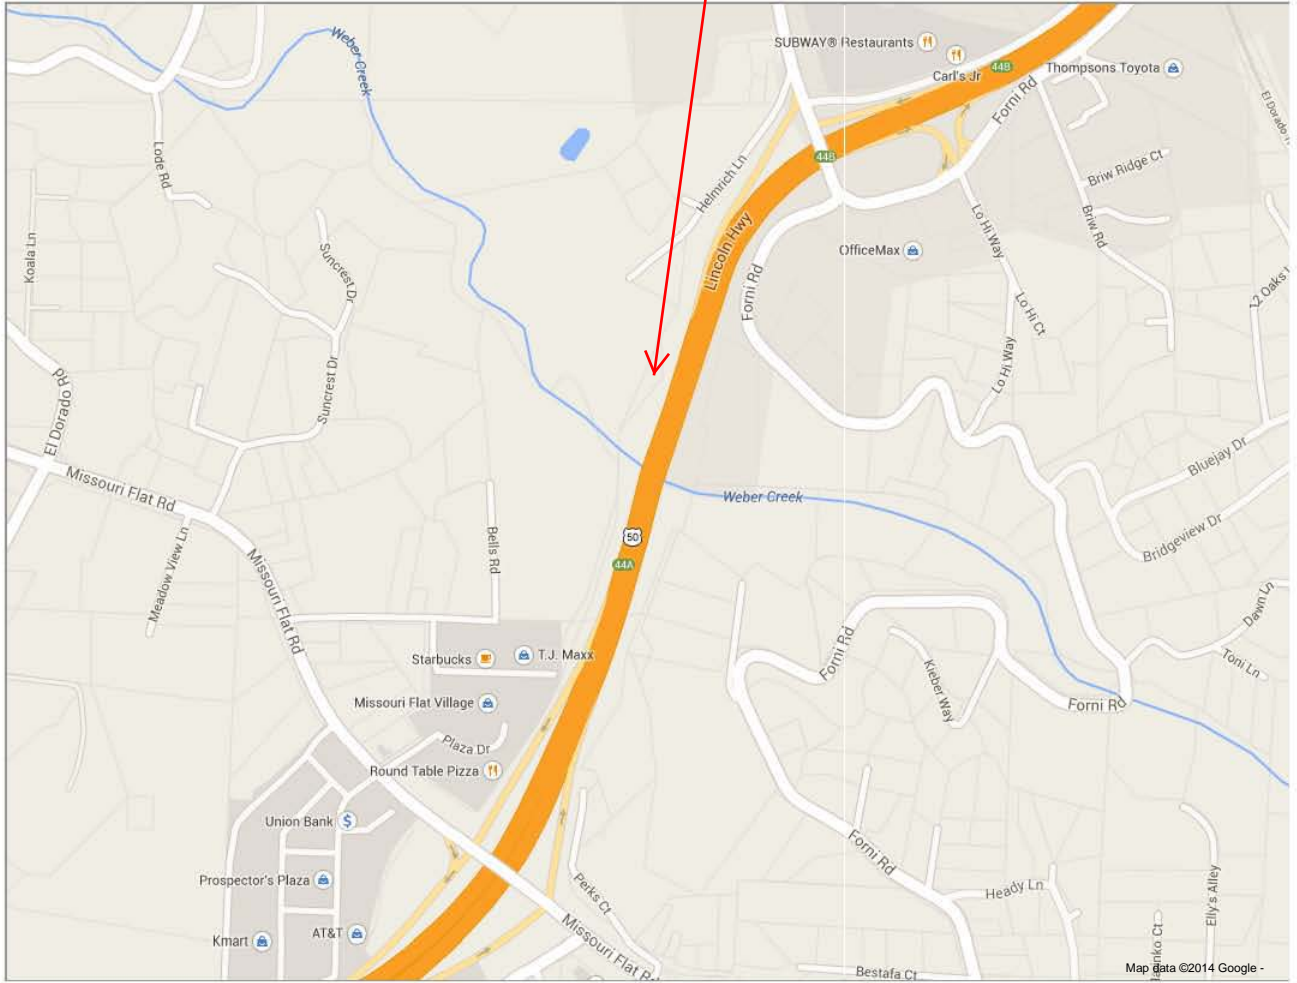 Weber Creek
SUBWAY® Restaurants
Carl's Jr
44B
Thompsons Toyota
Forni Rd
El Dorado
Lode Rd
Helmrich Ln
44B
Briw Ridge Ct
Koala Ln
Suncrest Dr
Lincoln Hwy
Lo Hi Way
Briw Rd
OfficeMax
Forni Rd
Lo Hi Ct
2 Oaks
El Dorado Rd
Suncrest Dr
Lo Hi Way
Missouri Flat Rd
Bluejay Dr
Weber Creek
Bridgeview Dr
50
44A
Bells Rd
Meadow View Ln
Missouri Flat Rd
Dawn Ln
Starbucks
T.J. Maxx
Forni Rd
Toni Ln
Kieber Way
Missouri Flat Village
Forni Rd
Plaza Dr
Round Table Pizza
Union Bank
$
Forni Rd
Prospector's Plaza
Perks Ct
Heady Ln
Elly's Alley
Kmart
AT&T
Missouri Flat Rd
Bestafa Ct
Map data ©2014 Google -